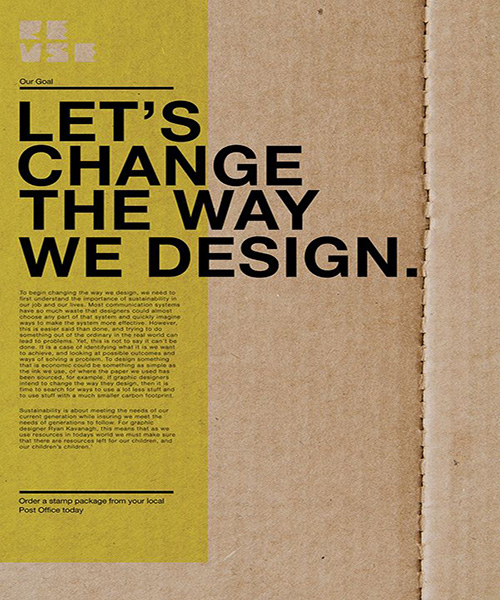 RE
USE
Our Goal
LET'S
CHANGE
THE WAY
WE DESIGN.
To begin changing the way we design, we need to
first understand the importance of sustainability in
our job and our lives. Most communication systems
have so much waste that designers could almost
choose any part of that system and quickly imagine
ways to make the system more effective. However,
this is easier said than done, and trying to do
something out of the ordinary in the real world can
lead to problems. Yet, this is not to say it can't be
done. It is a case of identifying what it is we want
to achieve, and looking at possible outcomes and
ways of solving a problem. To design something
that is economic could be something as simple as
the ink we use, or where the paper we used has
been sourced, for example. If graphic designers
intend to change the way they design, then it is
time to search for ways to use a lot less stuff and
to use stuff with a much smaller carbon footprint.
Sustainability is about meeting the needs of our
current generation while insuring we meet the
needs of generations to follow. For graphic
designer Ryan Kavanagh, this means that as we
use resources in todays world we must make sure
that there are resources left for our children, and
our children's children.'
Order a stamp package from your local
Post Office today